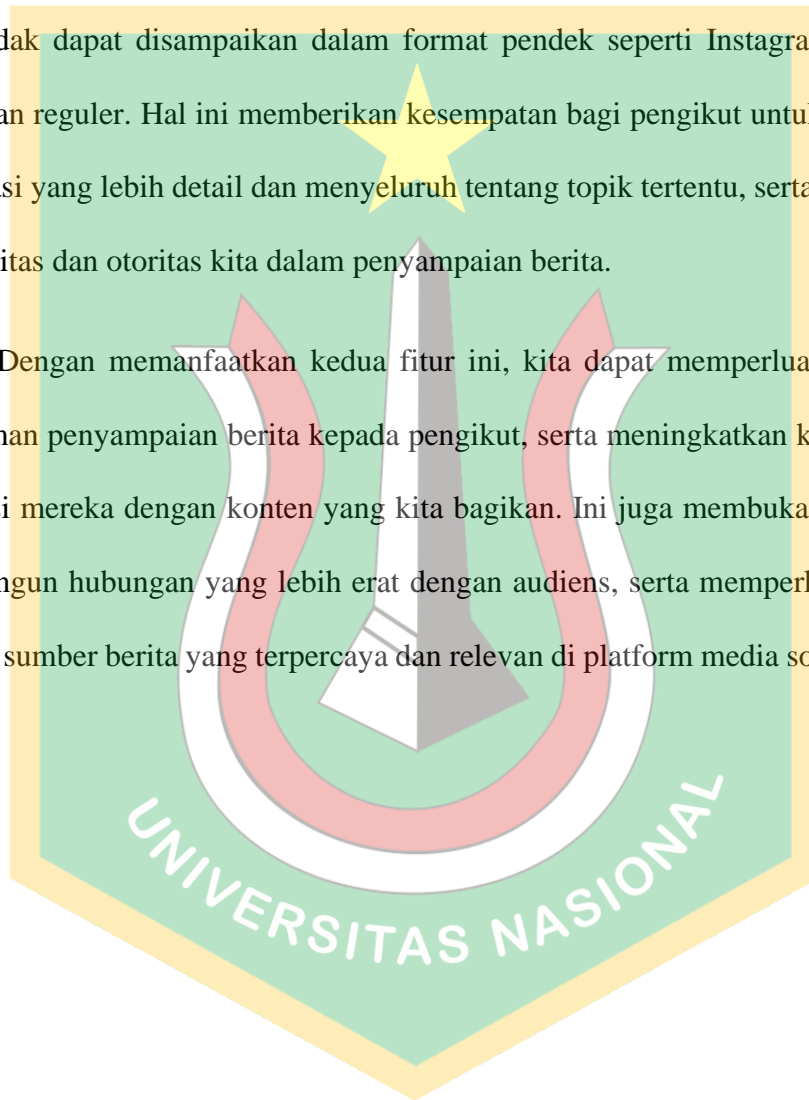 dak dapat disampaikan dalam format pendek seperti Instagra
an reguler. Hal ini memberikan kesempatan bagi pengikut untu
si yang lebih detail dan menyeluruh tentang topik tertentu, serta
itas dan otoritas kita dalam penyampaian berita.
Dengan memanfaatkan kedua fitur ini, kita dapat memperlua
nan penyampaian berita kepada pengikut, serta meningkatkan k
si mereka dengan konten yang kita bagikan. Ini juga membuka
ngun hubungan yang lebih erat dengan audiens, serta memperl
sumber berita yang terpercaya dan relevan di platform media so
UNIVERSITAS NASIONAL